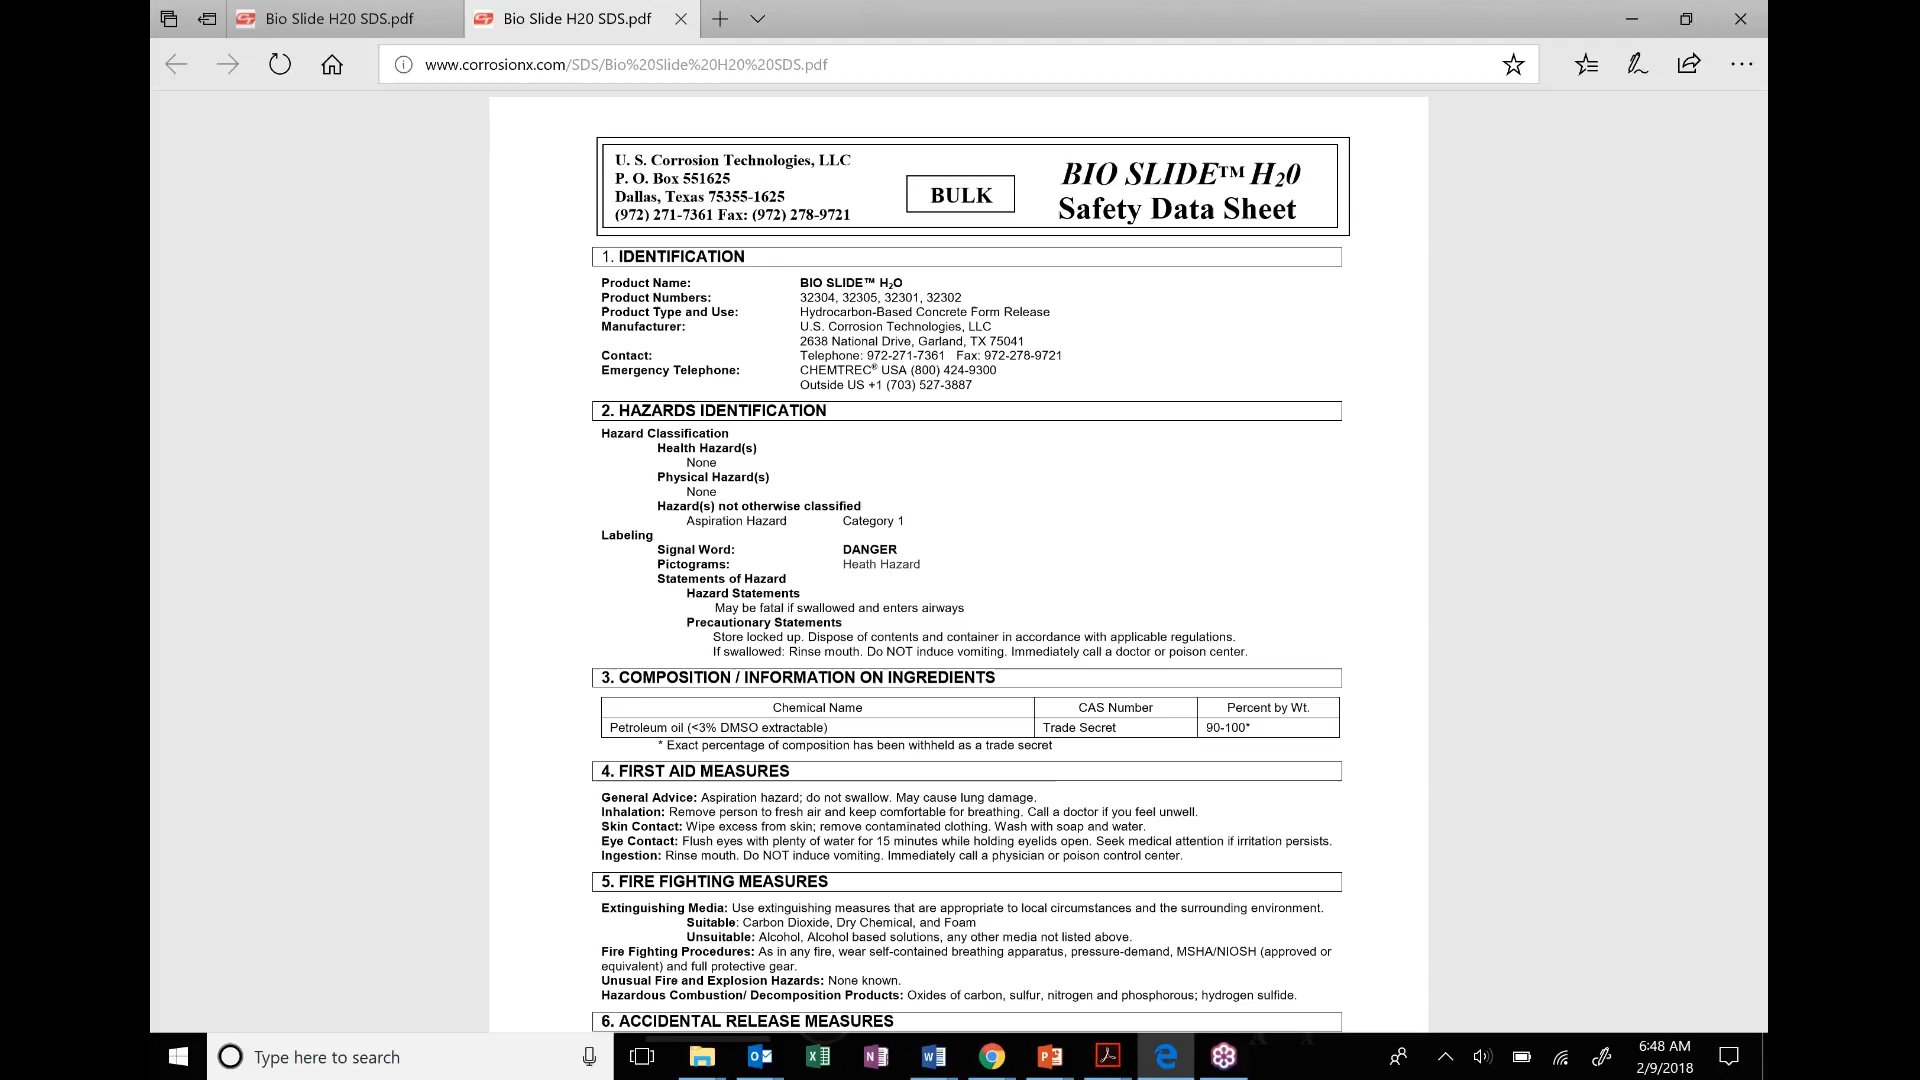 Bio Slide H20 SDS.pdf
Bio Slide H20 SDS.pdf
www.corrosionx.com/SDS/Bio%20Slide%20H20%20SDS.pdf
U. S. Corrosion Technologies, LLC
P. O. Box 551625
Dallas, Texas 75355-1625
(972) 271-7361 Fax: (972) 278-9721
BULK
BIO SLIDE™ H₂0
Safety Data Sheet
1. IDENTIFICATION
Product Name: BIO SLIDE™ H₂O
Product Numbers: 32304, 32305, 32301, 32302
Product Type and Use: Hydrocarbon-Based Concrete Form Release
Manufacturer: U.S. Corrosion Technologies, LLC
2638 National Drive, Garland, TX 75041
Contact: Telephone: 972-271-7361 Fax: 972-278-9721
Emergency Telephone: CHEMTREC® USA (800) 424-9300
Outside US +1 (703) 527-3887
2. HAZARDS IDENTIFICATION
Hazard Classification
Health Hazard(s)
None
Physical Hazard(s)
None
Hazard(s) not otherwise classified
Aspiration Hazard Category 1
Labeling
Signal Word: DANGER
Pictograms: Heath Hazard
Statements of Hazard
Hazard Statements
May be fatal if swallowed and enters airways
Precautionary Statements
Store locked up. Dispose of contents and container in accordance with applicable regulations.
If swallowed: Rinse mouth. Do NOT induce vomiting. Immediately call a doctor or poison center.
3. COMPOSITION / INFORMATION ON INGREDIENTS
Chemical Name CAS Number Percent by Wt.
Petroleum oil (<3% DMSO extractable) Trade Secret 90-100*
* Exact percentage of composition has been withheld as a trade secret
4. FIRST AID MEASURES
General Advice: Aspiration hazard; do not swallow. May cause lung damage.
Inhalation: Remove person to fresh air and keep comfortable for breathing. Call a doctor if you feel unwell.
Skin Contact: Wipe excess from skin; remove contaminated clothing. Wash with soap and water.
Eye Contact: Flush eyes with plenty of water for 15 minutes while holding eyelids open. Seek medical attention if irritation persists.
Ingestion: Rinse mouth. Do NOT induce vomiting. Immediately call a physician or poison control center.
5. FIRE FIGHTING MEASURES
Extinguishing Media: Use extinguishing measures that are appropriate to local circumstances and the surrounding environment.
Suitable: Carbon Dioxide, Dry Chemical, and Foam
Unsuitable: Alcohol, Alcohol based solutions, any other media not listed above.
Fire Fighting Procedures: As in any fire, wear self-contained breathing apparatus, pressure-demand, MSHA/NIOSH (approved or
equivalent) and full protective gear.
Unusual Fire and Explosion Hazards: None known.
Hazardous Combustion/ Decomposition Products: Oxides of carbon, sulfur, nitrogen and phosphorous; hydrogen sulfide.
6. ACCIDENTAL RELEASE MEASURES
Type here to search
6:48 AM
2/9/2018